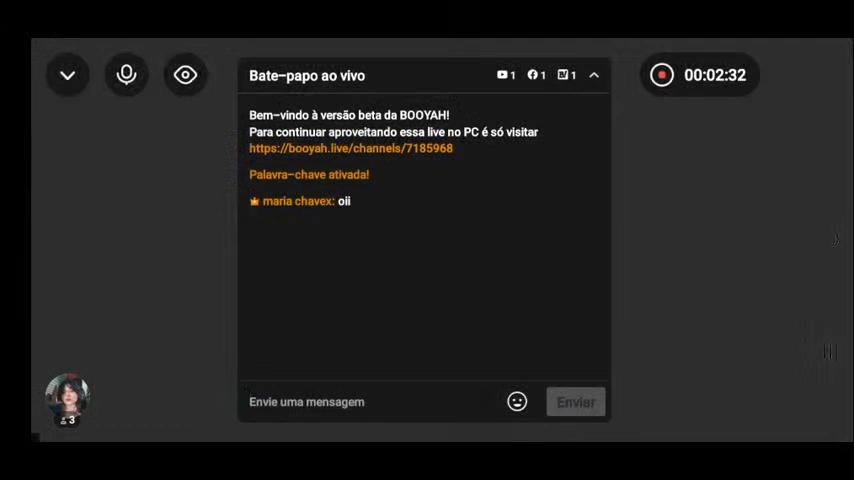 Bate-papo ao vivo
1 1 1
00:02:32
Bem-vindo à versão beta da BOOYAH!
Para continuar aproveitando essa live no PC é só visitar
https://booyah.live/channels/7185968
Palavra-chave ativada!
maria chavex: oii
Envie uma mensagem
Enviar
3